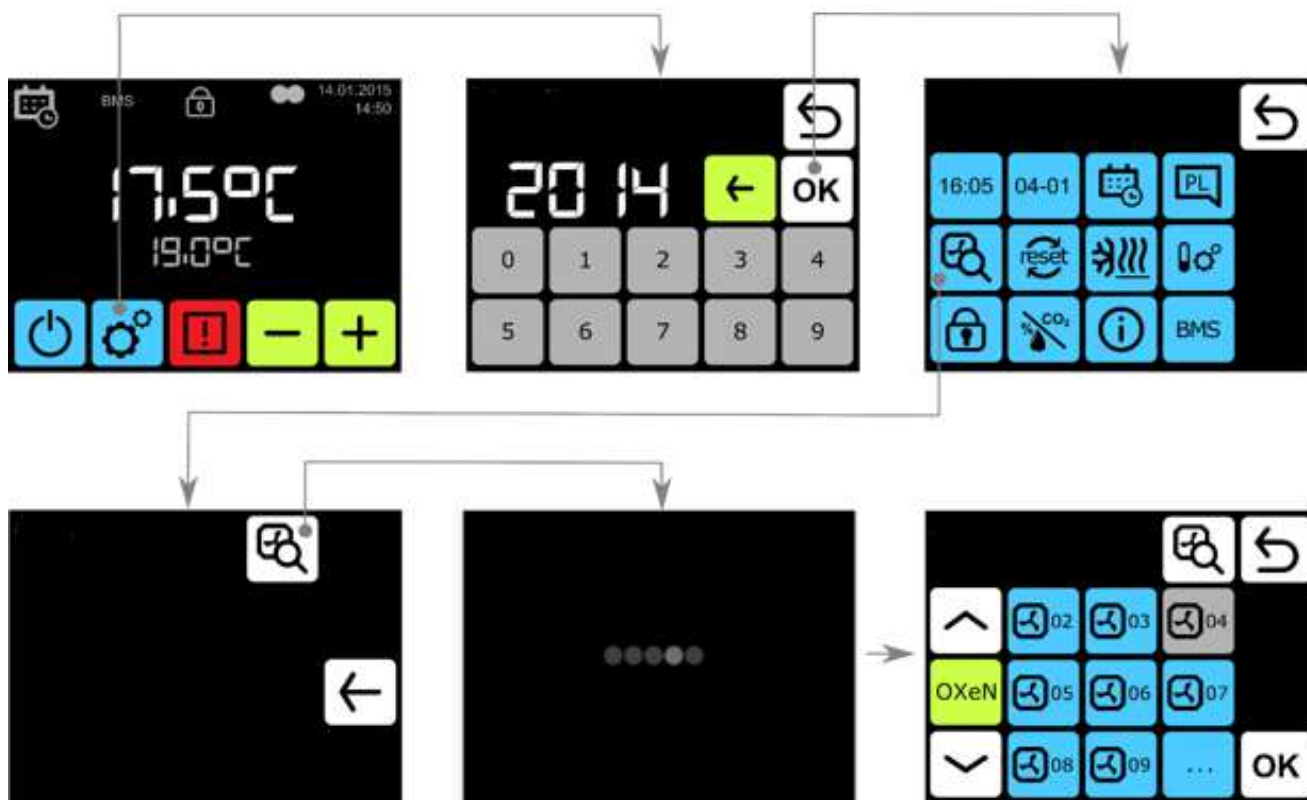 BMS
14.01.2015
14:50
17,5°C
19,0°C
2014
OK
0 1 2 3 4
5 6 7 8 9
16:05 04-01 PL
reset
% CO₂ BMS
02 03 04
OXeN 05 06 07
08 09 ... OK